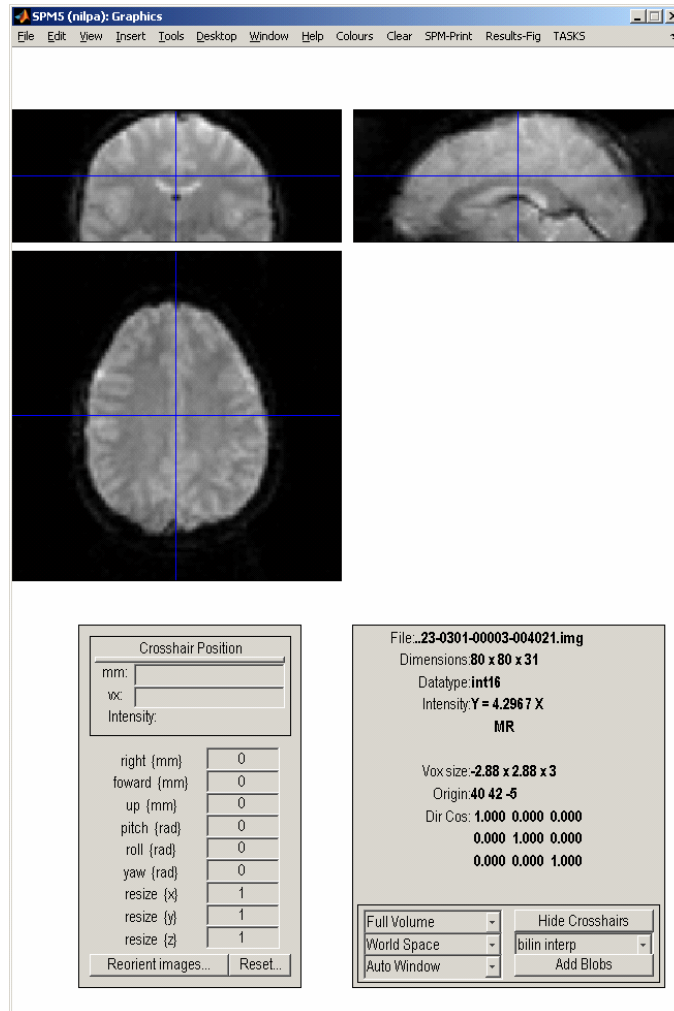 SPM5 (nilpa): Graphics
File Edit View Insert Tools Desktop Window Help Colours Clear SPM-Print Results-Fig TASKS
Crosshair Position
mm:
vx:
Intensity:
right {mm} 0
foward {mm} 0
up {mm} 0
pitch {rad} 0
roll {rad} 0
yaw {rad} 0
resize {x} 1
resize {y} 1
resize {z} 1
Reorient images... Reset...
File:..23-0301-00003-004021.img
Dimensions:80 x 80 x 31
Datatype:int16
Intensity:Y = 4.2967 X
MR
Vox size:-2.88 x 2.88 x 3
Origin:40 42 -5
Dir Cos: 1.000 0.000 0.000
0.000 1.000 0.000
0.000 0.000 1.000
Full Volume Hide Crosshairs
World Space bilin interp
Auto Window Add Blobs